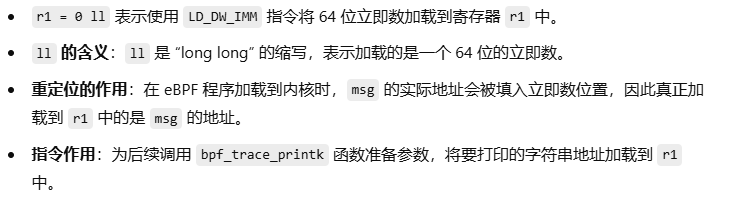 • r1 = 0 ll 表示使用 LD_DW_IMM 指令将 64 位立即数加载到寄存器 r1 中。
• ll 的含义：ll 是 “long long” 的缩写，表示加载的是一个 64 位的立即数。
• 重定位的作用：在 eBPF 程序加载到内核时，msg 的实际地址会被填入立即数位置，因此真正加
载到 r1 中的是 msg 的地址。
• 指令作用：为后续调用 bpf_trace_printk 函数准备参数，将要打印的字符串地址加载到 r1
中。